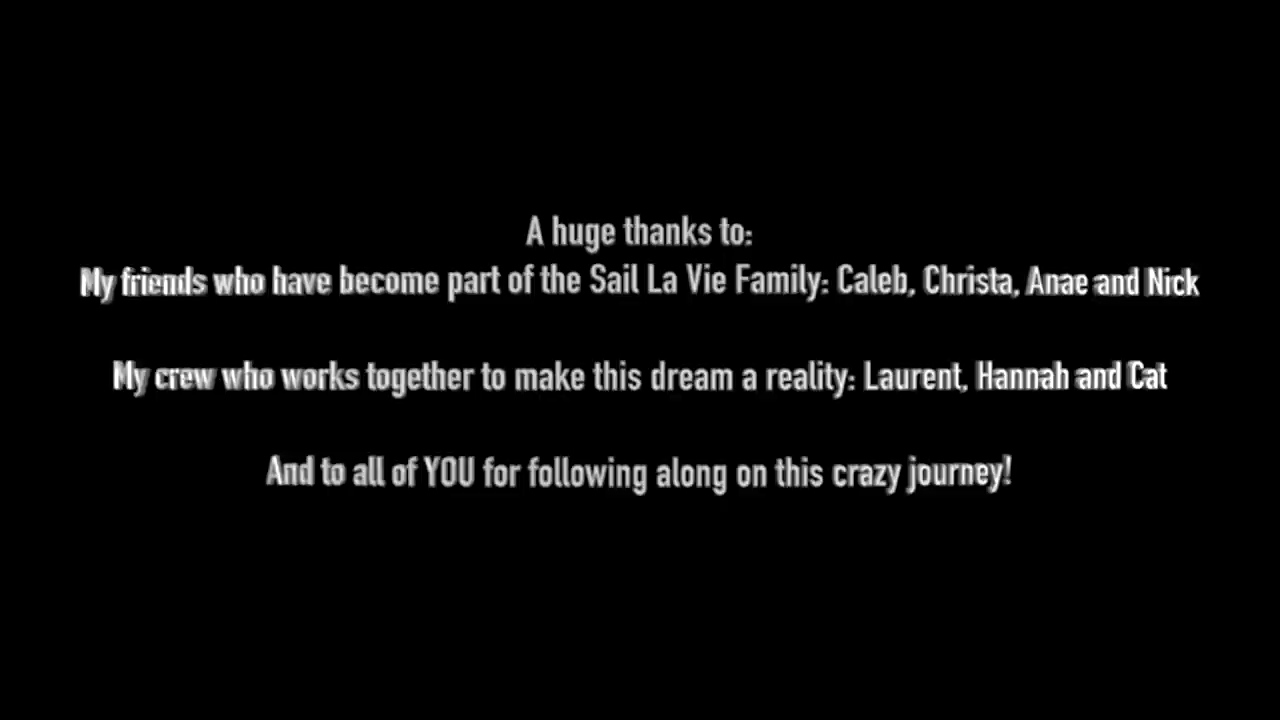 A huge thanks to:
My friends who have become part of the Sail La Vie Family: Caleb, Christa, Anae and Nick
My crew who works together to make this dream a reality: Laurent, Hannah and Cat
And to all of YOU for following along on this crazy journey!